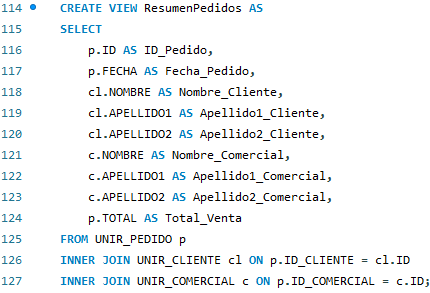 114 CREATE VIEW ResumenPedidos AS
115 SELECT
116 p.ID AS ID_Pedido,
117 p.FECHA AS Fecha_Pedido,
118 cl.NOMBRE AS Nombre_Cliente,
119 cl.APELLIDO1 AS Apellido1_Cliente,
120 cl.APELLIDO2 AS Apellido2_Cliente,
121 c.NOMBRE AS Nombre_Comercial,
122 c.APELLIDO1 AS Apellido1_Comercial,
123 c.APELLIDO2 AS Apellido2_Comercial,
124 p.TOTAL AS Total_Venta
125 FROM UNIR_PEDIDO p
126 INNER JOIN UNIR_CLIENTE cl ON p.ID_CLIENTE = cl.ID
127 INNER JOIN UNIR_COMERCIAL c ON p.ID_COMERCIAL = c.ID;